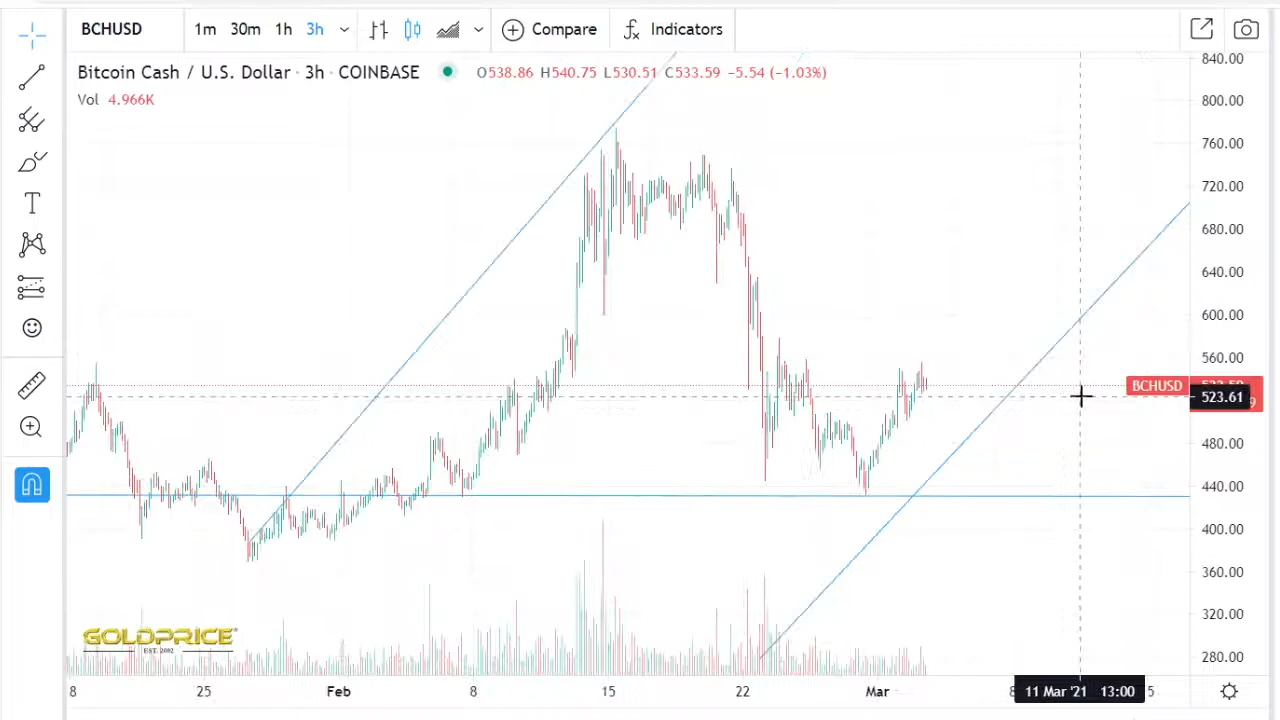 BCHUSD 1m 30m 1h 3h Compare Indicators
Bitcoin Cash / U.S. Dollar · 3h · COINBASE O538.86 H540.75 L530.51 C533.59 −5.54 (−1.03%)
Vol 4.966K
840.00
800.00
760.00
720.00
680.00
640.00
600.00
560.00
BCHUSD
523.61
480.00
440.00
400.00
360.00
320.00
280.00
GOLDPRICE
EST. 2002
8 25 Feb 8 15 22 Mar 8 11 Mar '21 13:00 5